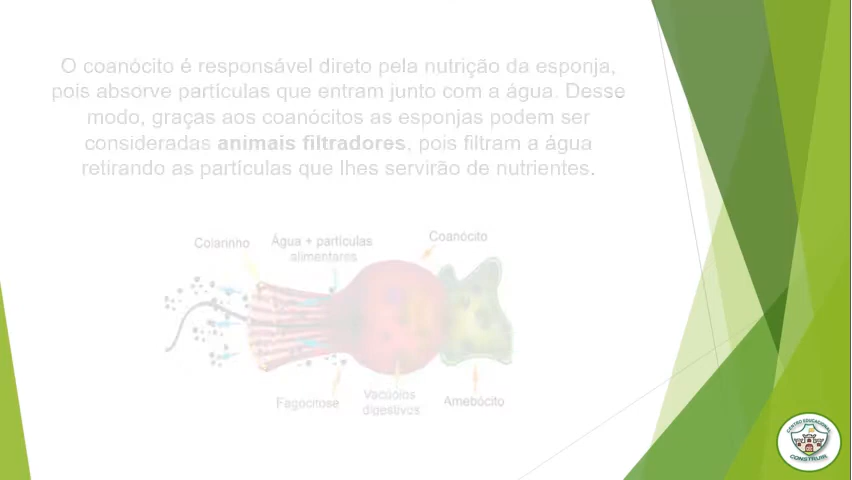 O coanócito é responsável direto pela nutrição da esponja,
pois absorve partículas que entram junto com a água. Desse
modo, graças aos coanócitos as esponjas podem ser
consideradas animais filtradores, pois filtram a água
retirando as partículas que lhes servirão de nutrientes.
Colarinho
Água + partículas
alimentares
Coanócito
Fagocitose
Vacúolos
digestivos
Amebócito
CENTRO EDUCACIONAL
CONSTRUIR